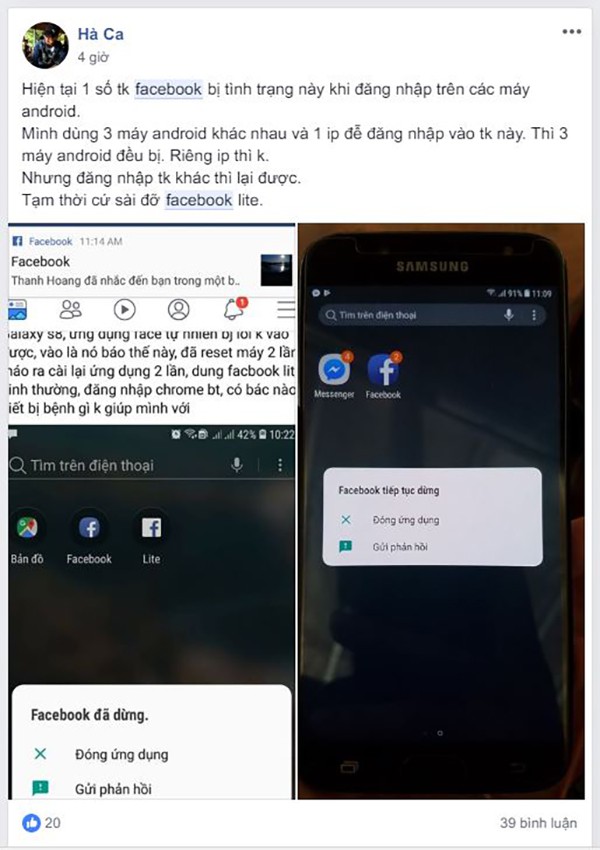 Hà Ca
4 giờ
Hiện tại 1 số tk facebook bị tình trạng này khi đăng nhập trên các máy
android.
Mình dùng 3 máy android khác nhau và 1 ip để đăng nhập vào tk này. Thì 3
máy android đều bị. Riêng ip thì k.
Nhưng đăng nhập tk khác thì lại được.
Tạm thời cứ sài đỡ facebook lite.
Facebook 11:14 AM
Facebook
Thanh Hoang đã nhắc đến bạn trong một b..
1
alaxy s8, ứng dụng face tự nhiên bị lỗi k vào
ược, vào là nó báo thế này, đã reset máy 2 lần
háo ra cài lại ứng dụng 2 lần, dung facbook lit
ình thường, đăng nhập chrome bt, có bác nào
iết bị bệnh gì k giúp mình với
42% 10:22
Tìm trên điện thoại
Bản đồ Facebook Lite
Facebook đã dừng.
Đóng ứng dụng
Gửi phản hồi
SAMSUNG
91% 11:09
Tìm trên điện thoại
4 2
Messenger Facebook
Facebook tiếp tục dừng
Đóng ứng dụng
Gửi phản hồi
20
39 bình luận